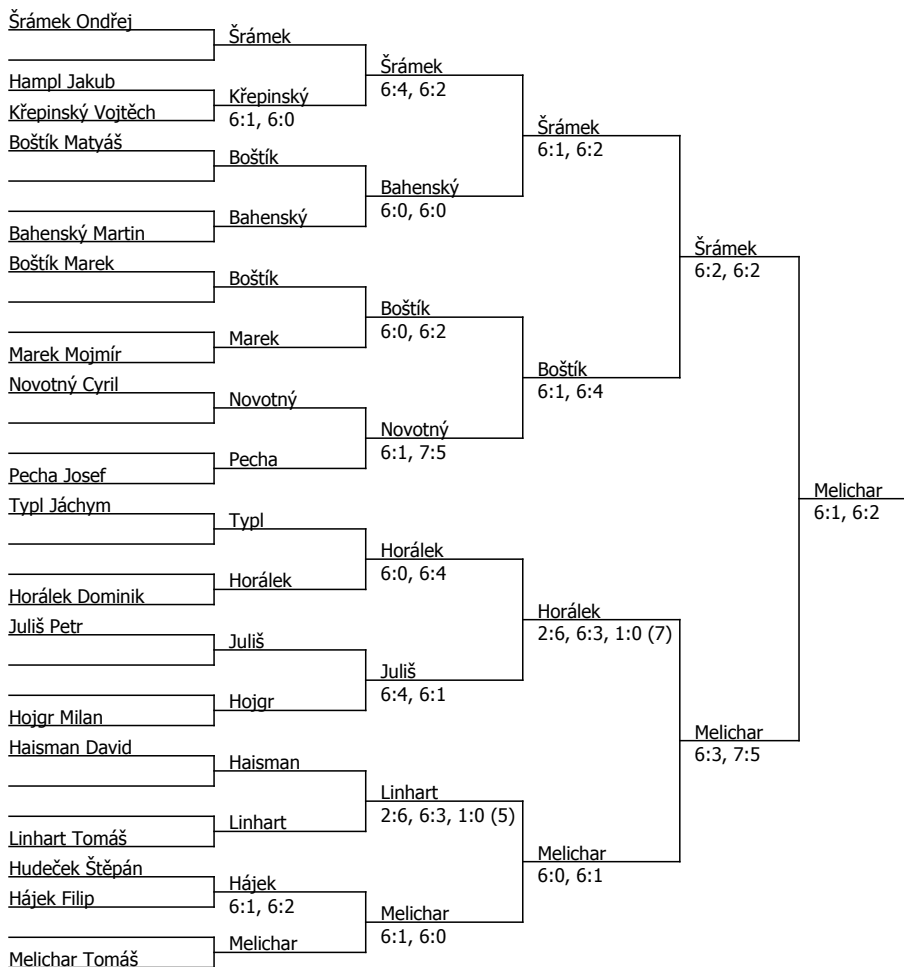 Šrámek Ondřej
Hampl Jakub
Křepinský Vojtěch
Boštík Matyáš
Bahenský Martin
Boštík Marek
Marek Mojmír
Novotný Cyril
Pecha Josef
Typl Jáchym
Horálek Dominik
Juliš Petr
Hojgr Milan
Haisman David
Linhart Tomáš
Hudeček Štěpán
Hájek Filip
Melichar Tomáš
Šrámek
Křepinský
6:1, 6:0
Boštík
Bahenský
Boštík
Marek
Novotný
Pecha
Typl
Horálek
Juliš
Hojgr
Haisman
Linhart
Hájek
6:1, 6:2
Melichar
Šrámek
6:4, 6:2
Bahenský
6:0, 6:0
Boštík
6:0, 6:2
Novotný
6:1, 7:5
Horálek
6:0, 6:4
Juliš
6:4, 6:1
Linhart
2:6, 6:3, 1:0 (5)
Melichar
6:1, 6:0
Šrámek
6:1, 6:2
Boštík
6:1, 6:4
Horálek
2:6, 6:3, 1:0 (7)
Melichar
6:0, 6:1
Šrámek
6:2, 6:2
Melichar
6:3, 7:5
Melichar
6:1, 6:2